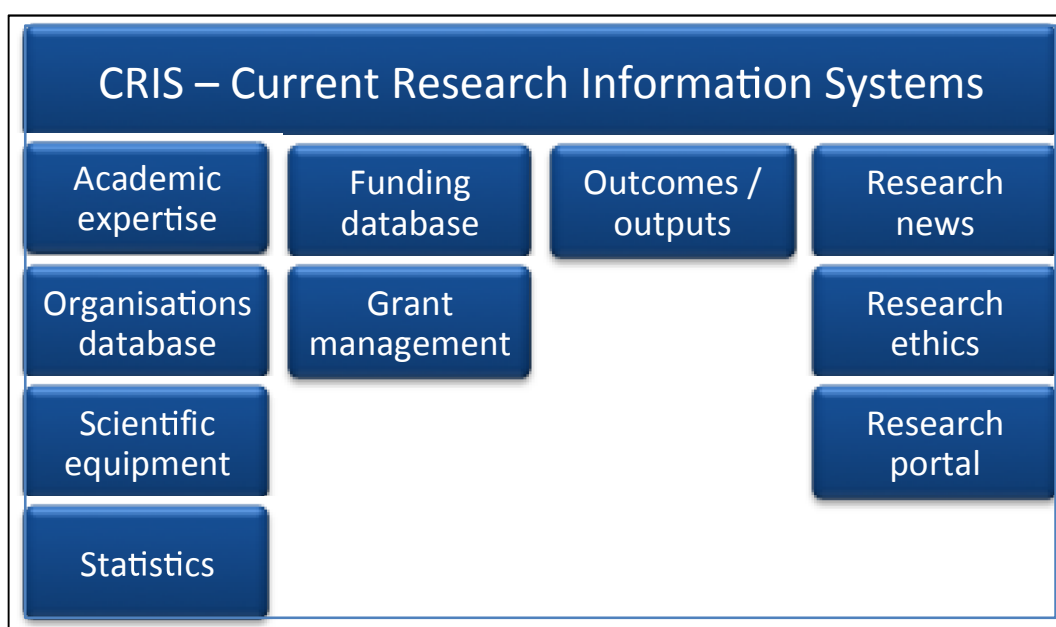 CRIS – Current Research Information Systems
Academic
expertise
Funding
database
Outcomes /
outputs
Research
news
Organisations
database
Grant
management
Research
ethics
Scientific
equipment
Research
portal
Statistics